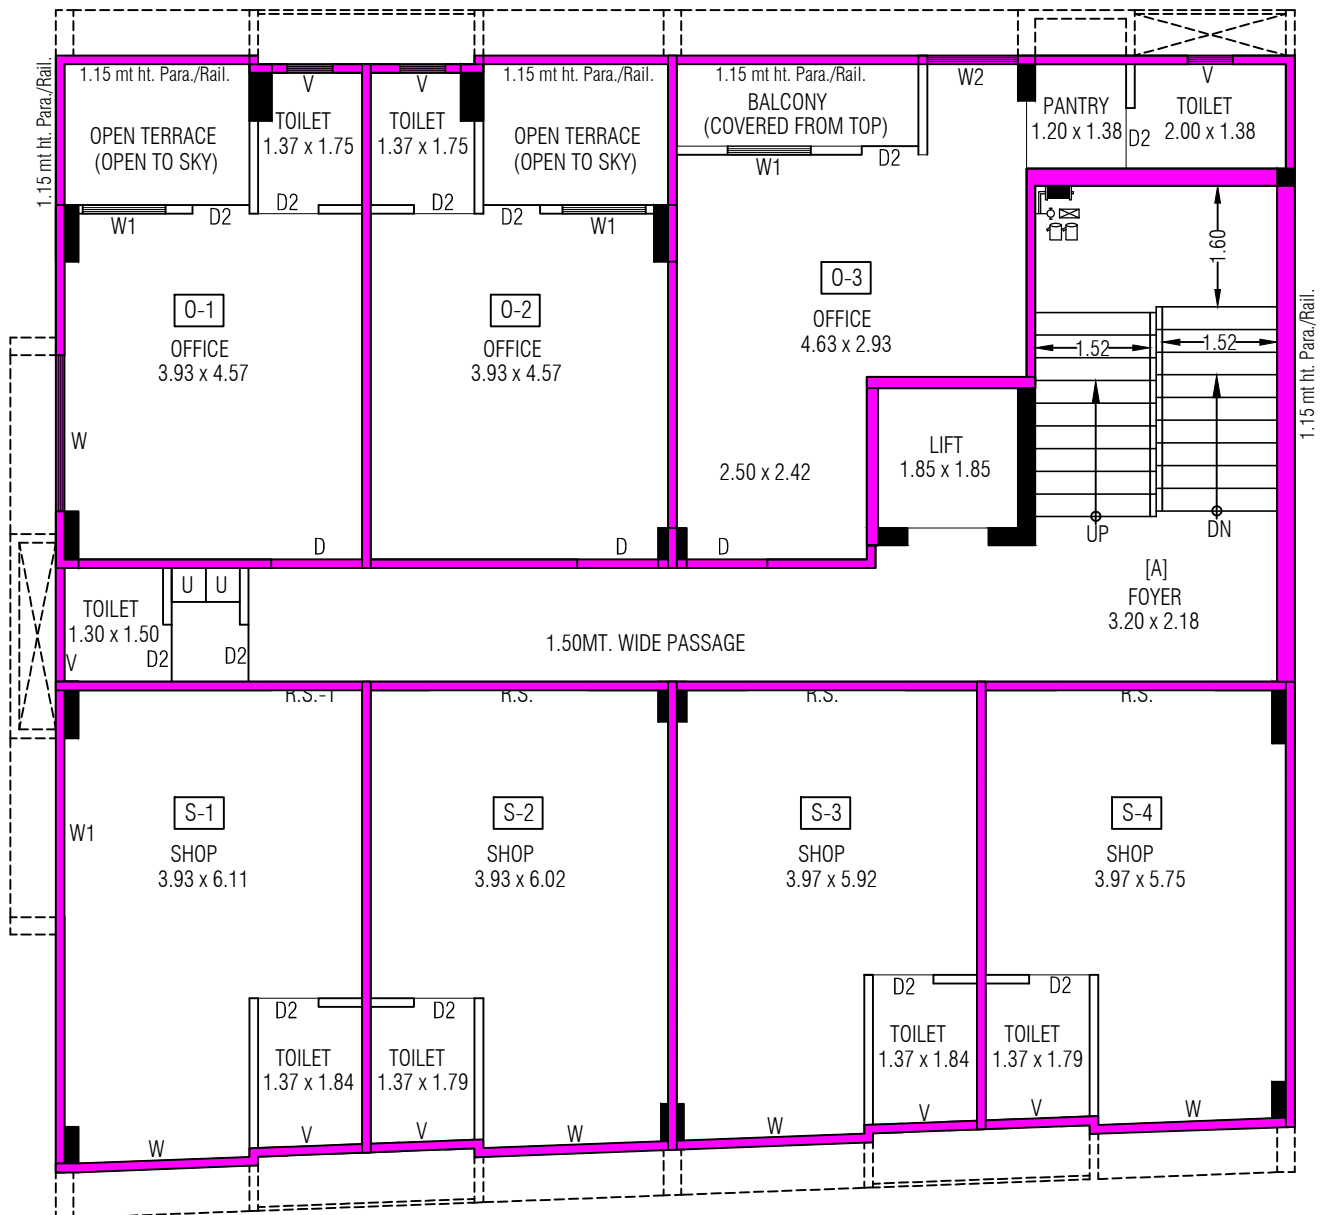 1.15 mt ht. Para./Rail.
1.15 mt ht. Para./Rail.
1.15 mt ht. Para./Rail.
1.15 mt ht. Para./Rail.
OPEN TERRACE
(OPEN TO SKY)
V
TOILET
1.37 x 1.75
V
TOILET
1.37 x 1.75
OPEN TERRACE
(OPEN TO SKY)
BALCONY
(COVERED FROM TOP)
W2
PANTRY
1.20 x 1.38
D2
V
TOILET
2.00 x 1.38
W1
D2
D2
D2
D2
W1
W1
D2
1.60
O-1
OFFICE
3.93 x 4.57
O-2
OFFICE
3.93 x 4.57
O-3
OFFICE
4.63 x 2.93
1.52
1.52
1.15 mt ht. Para./Rail.
W
2.50 x 2.42
LIFT
1.85 x 1.85
UP
DN
D
D
D
[A]
FOYER
3.20 x 2.18
TOILET
1.30 x 1.50
V
D2
U
U
D2
1.50MT. WIDE PASSAGE
R.S.-1
R.S.
R.S.
R.S.
W1
S-1
SHOP
3.93 x 6.11
S-2
SHOP
3.93 x 6.02
S-3
SHOP
3.97 x 5.92
S-4
SHOP
3.97 x 5.75
D2
TOILET
1.37 x 1.84
D2
TOILET
1.37 x 1.79
D2
TOILET
1.37 x 1.84
D2
TOILET
1.37 x 1.79
W
V
V
W
W
V
V
W